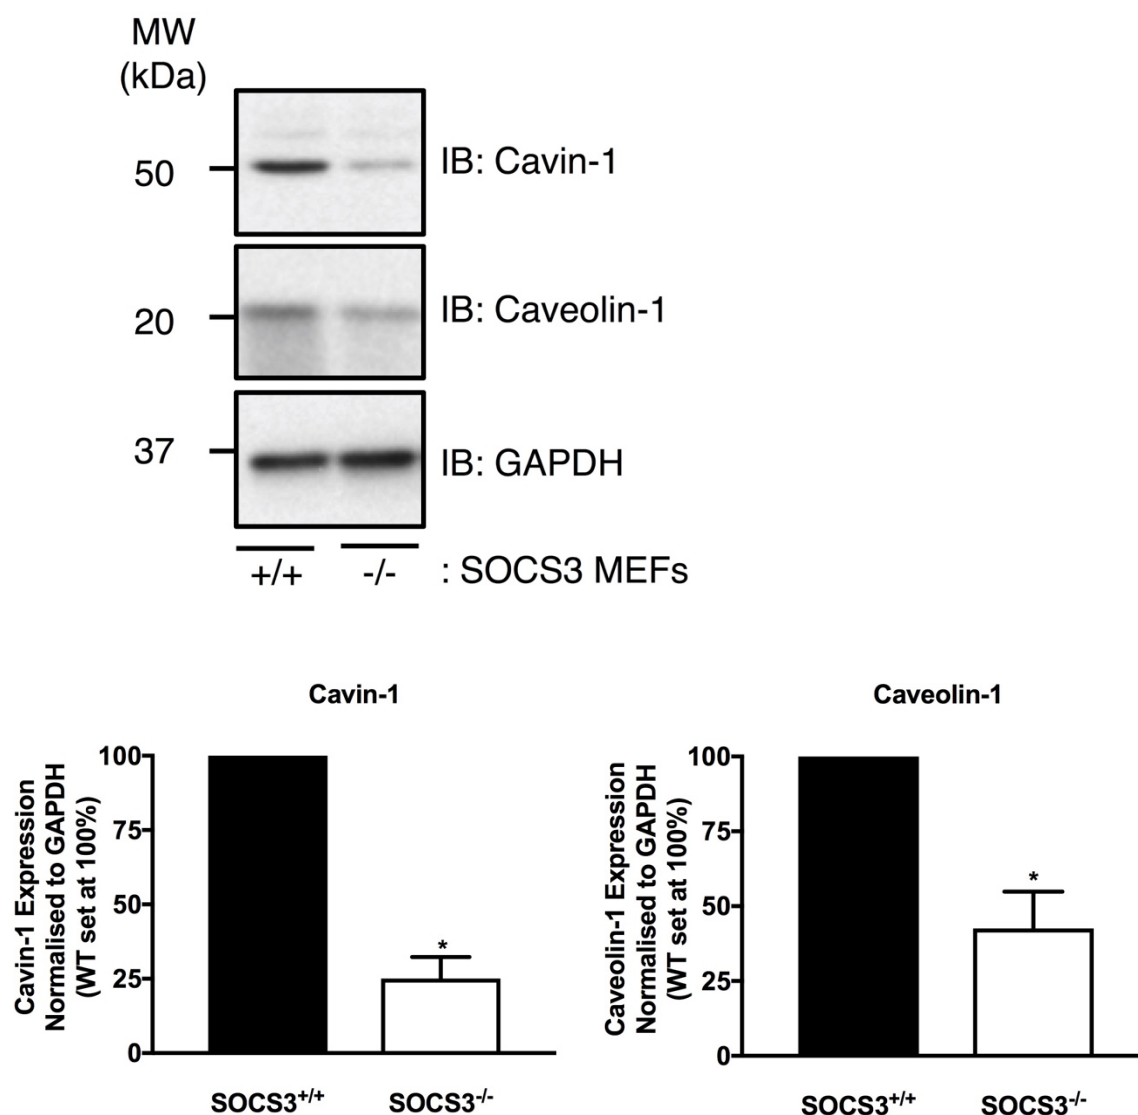 MW
(kDa)
50
IB: Cavin-1
20
IB: Caveolin-1
37
IB: GAPDH
+/+ -/- : SOCS3 MEFs
Cavin-1
Cavin-1 Expression
Normalised to GAPDH
(WT set at 100%)
100
75
50
25
0
*
SOCS3+/+ SOCS3-/-
Caveolin-1
Caveolin-1 Expression
Normalised to GAPDH
(WT set at 100%)
100
75
50
25
0
*
SOCS3+/+ SOCS3-/-